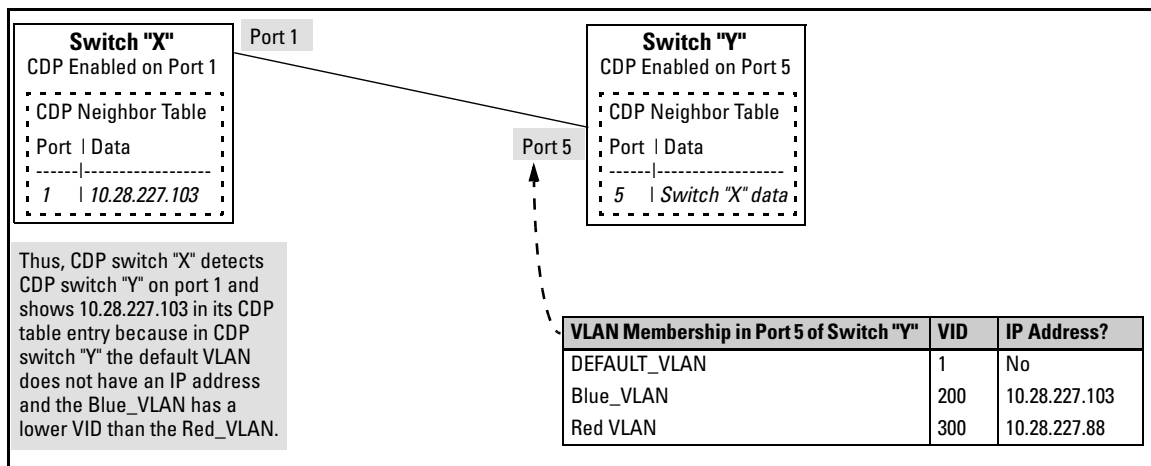 Switch "X"
CDP Enabled on Port 1
CDP Neighbor Table
Port | Data
------|------------------
1 | 10.28.227.103
Port 1
Switch "Y"
CDP Enabled on Port 5
CDP Neighbor Table
Port | Data
------|------------------
5 | Switch "X" data
Port 5
Thus, CDP switch "X" detects
CDP switch "Y" on port 1 and
shows 10.28.227.103 in its CDP
table entry because in CDP
switch "Y" the default VLAN
does not have an IP address
and the Blue_VLAN has a
lower VID than the Red_VLAN.
VLAN Membership in Port 5 of Switch "Y" VID IP Address?
DEFAULT_VLAN 1 No
Blue_VLAN 200 10.28.227.103
Red VLAN 300 10.28.227.88